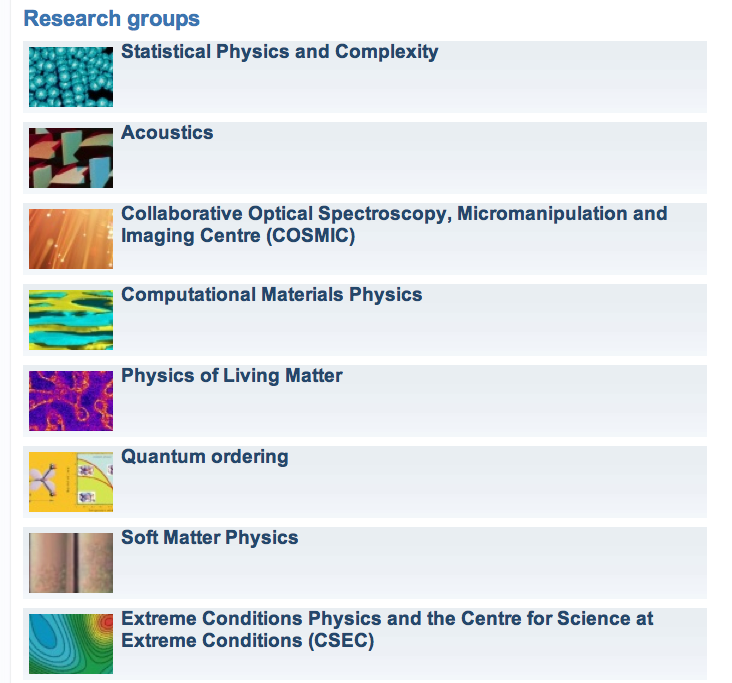 Research groups
Statistical Physics and Complexity
Acoustics
Collaborative Optical Spectroscopy, Micromanipulation and
Imaging Centre (COSMIC)
Computational Materials Physics
Physics of Living Matter
Quantum ordering
Soft Matter Physics
Extreme Conditions Physics and the Centre for Science at
Extreme Conditions (CSEC)